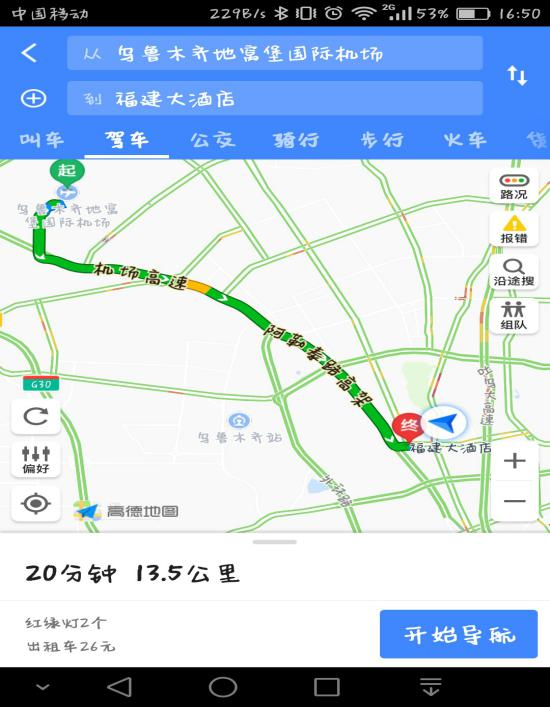 中国移动 229B/s 2G 53% 16:50
从 乌鲁木齐地窝堡国际机场
到 福建大酒店
叫车 驾车 公交 骑行 步行 火车 货
起
乌鲁木齐地窝
堡国际机场
路况
报错
沿途搜
组队
机场高速
阿勒泰路高架
G30
偏好
乌鲁木齐站
终
福建大酒店
高德地图
20分钟 13.5公里
红绿灯2个
出租车26元
开始导航